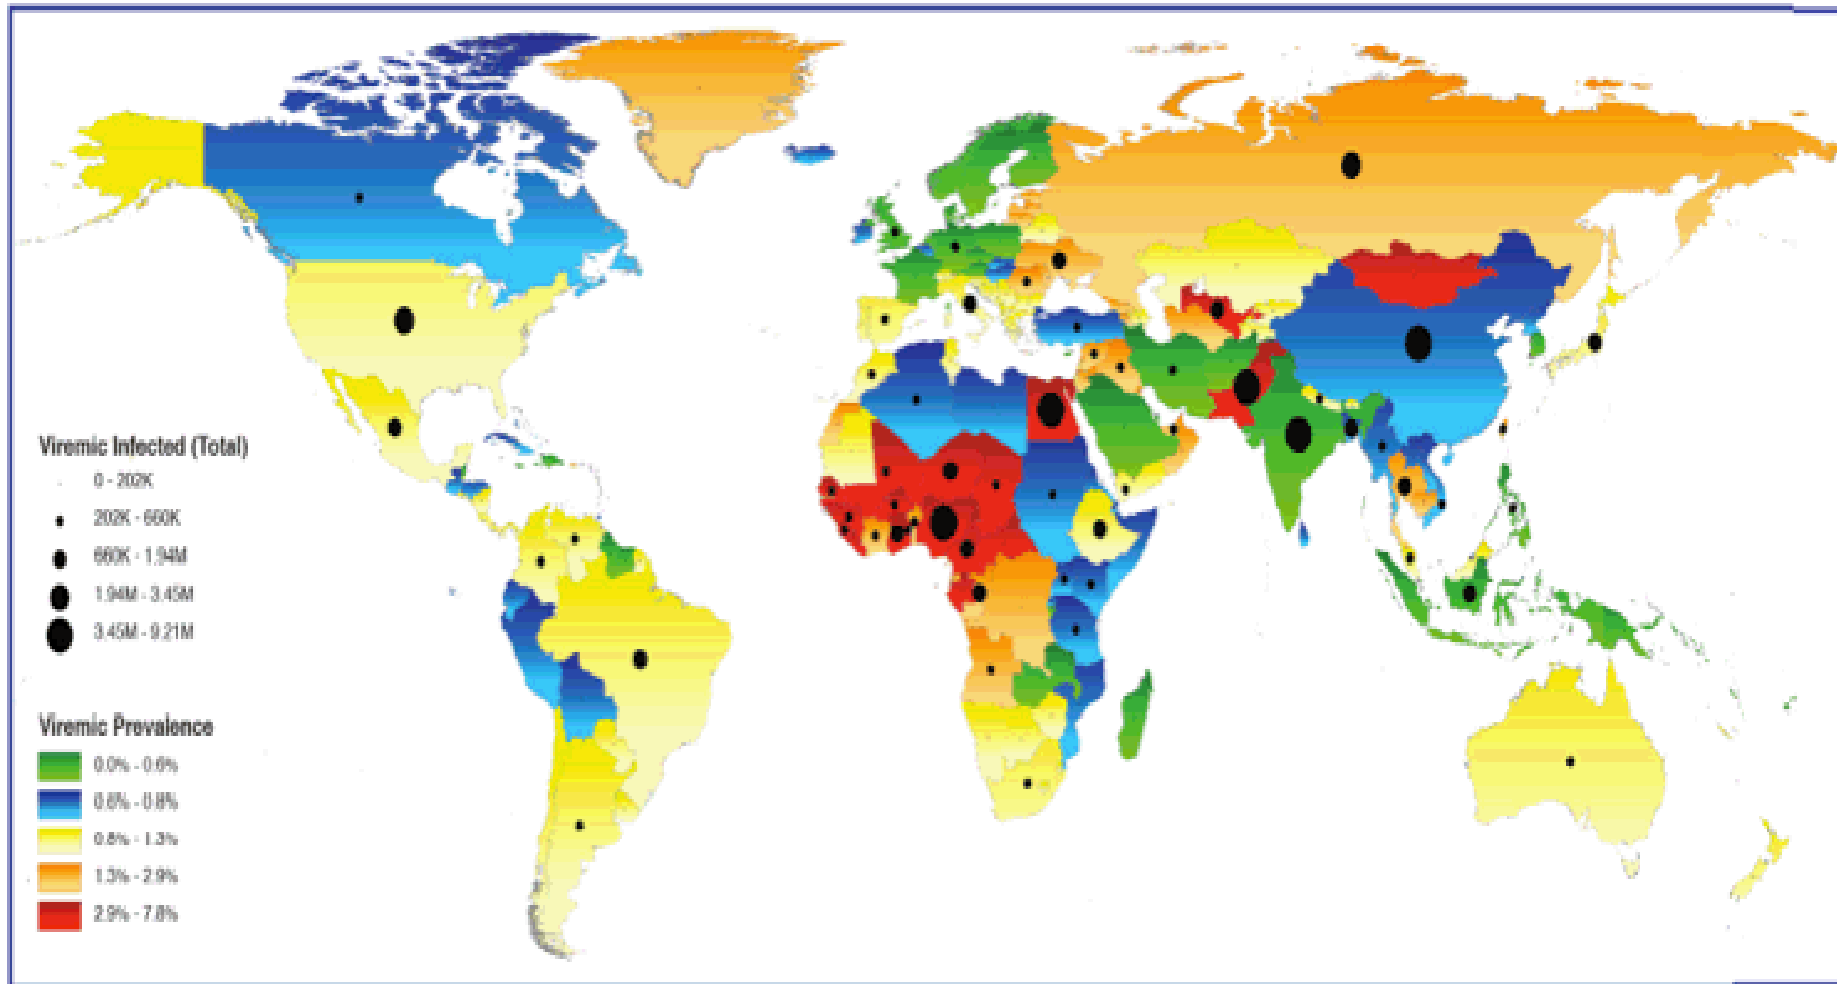 Viremic Infected (Total)
0 - 202K
202K - 660K
660K - 1.94M
1.94M - 3.45M
3.45M - 9.21M
Viremic Prevalence
0.0% - 0.6%
0.6% - 0.8%
0.8% - 1.3%
1.3% - 2.9%
2.9% - 7.8%